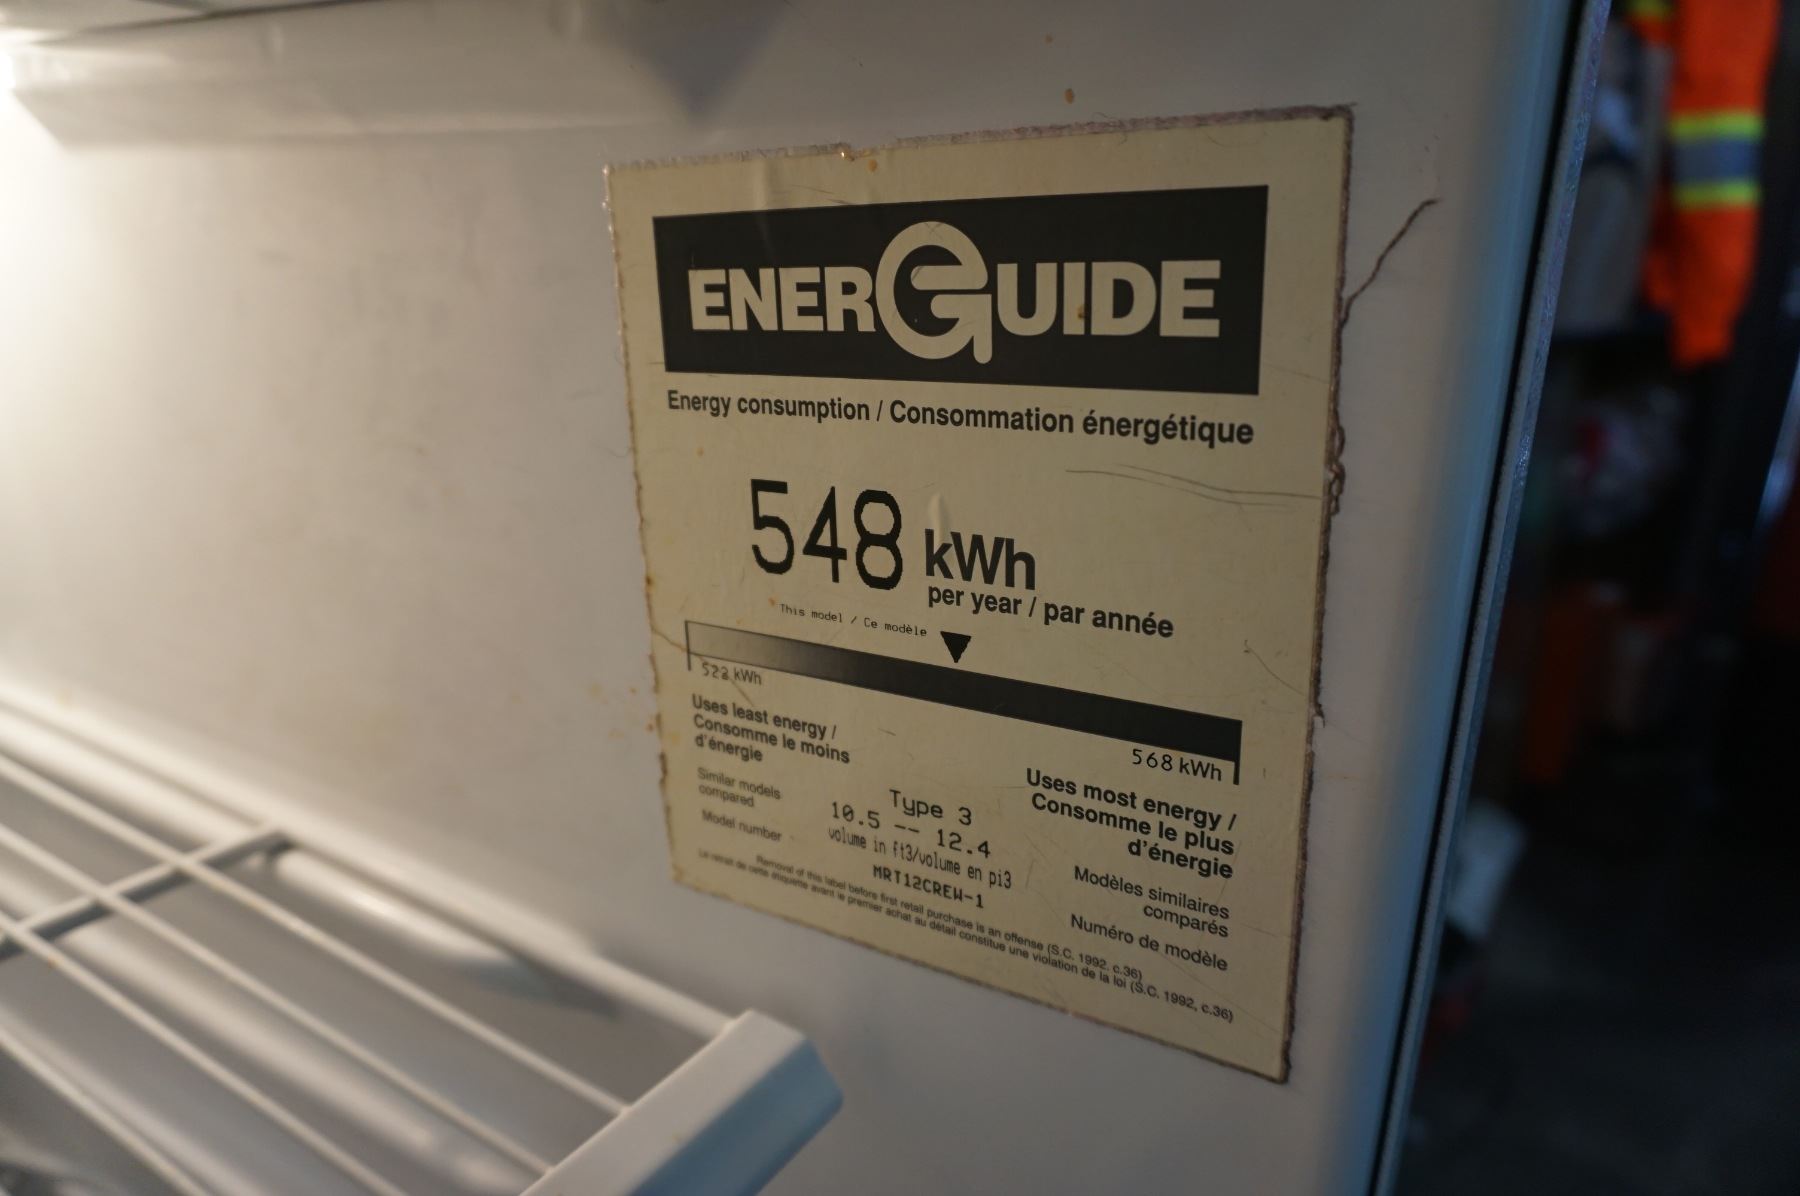 ENERGUIDE
Energy consumption / Consommation énergétique
548 kWh
per year / par année
This model / Ce modèle
522 kWh
568 kWh
Uses least energy /
Consomme le moins
d'énergie
Uses most energy /
Consomme le plus
d'énergie
Similar models
compared
Type 3
10.5 -- 12.4
volume in ft3/volume en pi3
Modèles similaires
comparés
Model number
MRT12CREW-1
Numéro de modèle
Removal of this label before first retail purchase is an offense (S.C. 1992, c.36)
Le retrait de cette étiquette avant le premier achat au détail constitue une violation de la loi (S.C. 1992, c.36)